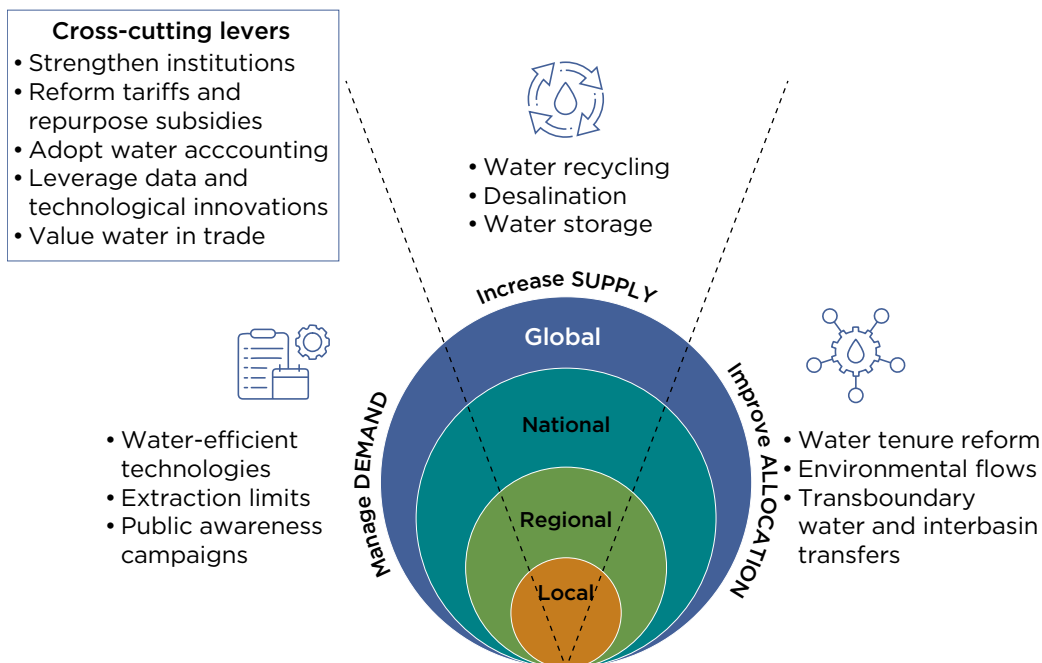 Cross-cutting levers
• Strengthen institutions
• Reform tariffs and
repurpose subsidies
• Adopt water acccounting
• Leverage data and
technological innovations
• Value water in trade
• Water recycling
• Desalination
• Water storage
Increase SUPPLY
Global
National
Regional
Local
Manage DEMAND
• Water-efficient
technologies
• Extraction limits
• Public awareness
campaigns
Improve ALLOCATION
• Water tenure reform
• Environmental flows
• Transboundary
water and interbasin
transfers